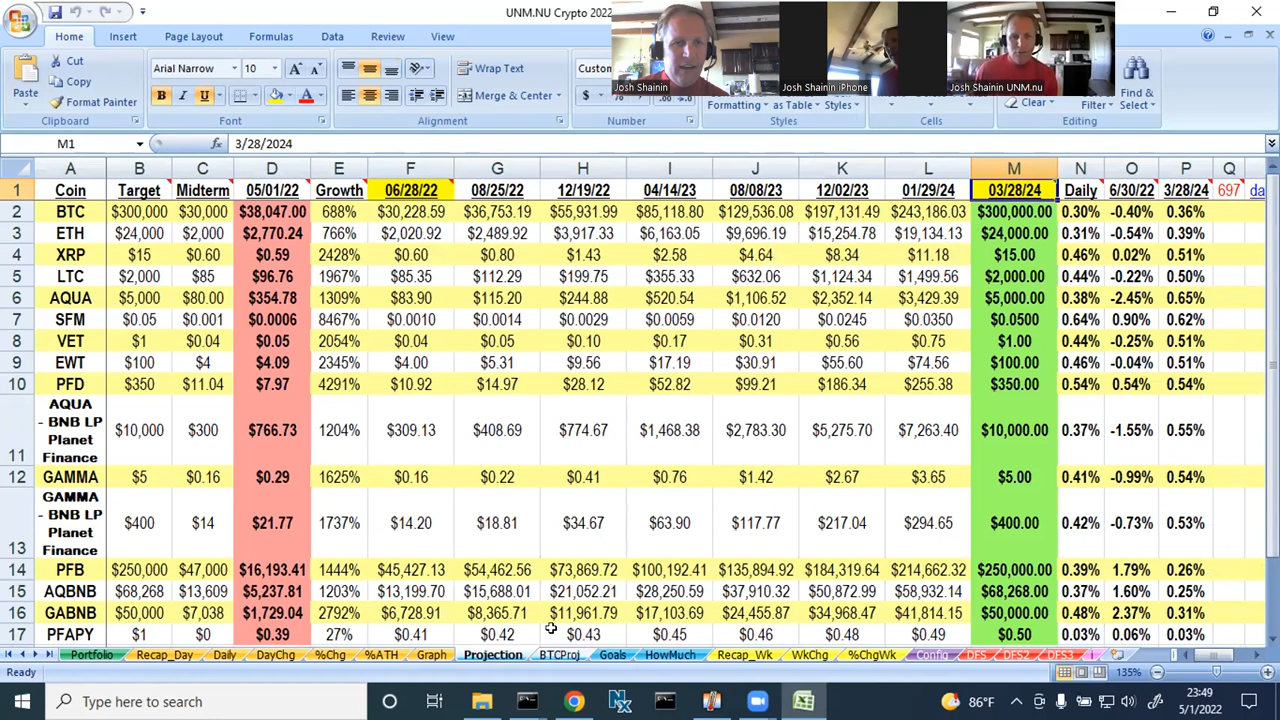 UNM.NU Crypto 2022
Josh Shainin
Josh Shainin iPhone
Josh Shainin UNM.nu
Home Insert Page Layout Formulas Data Review View
Paste
Cut
Copy
Format Painter
Clipboard
Arial Narrow 10
B I U
Font
Wrap Text
Merge & Center
Alignment
Custom
$
Number
Formatting as Table Styles
Styles
Clear
Cells
Filter Select
Find &
Editing
M1 3/28/2024
A B C D E F G H I J K L M N O P Q
1 Coin Target Midterm 05/01/22 Growth 06/28/22 08/25/22 12/19/22 04/14/23 08/08/23 12/02/23 01/29/24 03/28/24 Daily 6/30/22 3/28/24 697 da
2 BTC $300,000 $30,000 $38,047.00 688% $30,228.59 $36,753.19 $55,931.99 $85,118.80 $129,536.08 $197,131.49 $243,186.03 $300,000.00 0.30% -0.40% 0.36%
3 ETH $24,000 $2,000 $2,770.24 766% $2,020.92 $2,489.92 $3,917.33 $6,163.05 $9,696.19 $15,254.78 $19,134.13 $24,000.00 0.31% -0.54% 0.39%
4 XRP $15 $0.60 $0.59 2428% $0.60 $0.80 $1.43 $2.58 $4.64 $8.34 $11.18 $15.00 0.46% 0.02% 0.51%
5 LTC $2,000 $85 $96.76 1967% $85.35 $112.29 $199.75 $355.33 $632.06 $1,124.34 $1,499.56 $2,000.00 0.44% -0.22% 0.50%
6 AQUA $5,000 $80.00 $354.78 1309% $83.90 $115.20 $244.88 $520.54 $1,106.52 $2,352.14 $3,429.39 $5,000.00 0.38% -2.45% 0.65%
7 SFM $0.05 $0.001 $0.0006 8467% $0.0010 $0.0014 $0.0029 $0.0059 $0.0120 $0.0245 $0.0350 $0.0500 0.64% 0.90% 0.62%
8 VET $1 $0.04 $0.05 2054% $0.04 $0.05 $0.10 $0.17 $0.31 $0.56 $0.75 $1.00 0.44% -0.25% 0.51%
9 EWT $100 $4 $4.09 2345% $4.00 $5.31 $9.56 $17.19 $30.91 $55.60 $74.56 $100.00 0.46% -0.04% 0.51%
10 PFD $350 $11.04 $7.97 4291% $10.92 $14.97 $28.12 $52.82 $99.21 $186.34 $255.38 $350.00 0.54% 0.54% 0.54%
AQUA
- BNB LP
Planet
Finance
11 $10,000 $300 $766.73 1204% $309.13 $408.69 $774.67 $1,468.38 $2,783.30 $5,275.70 $7,263.40 $10,000.00 0.37% -1.55% 0.55%
12 GAMMA $5 $0.16 $0.29 1625% $0.16 $0.22 $0.41 $0.76 $1.42 $2.67 $3.65 $5.00 0.41% -0.99% 0.54%
GAMMA
- BNB LP
Planet
Finance
13 $400 $14 $21.77 1737% $14.20 $18.81 $34.67 $63.90 $117.77 $217.04 $294.65 $400.00 0.42% -0.73% 0.53%
14 PFB $250,000 $47,000 $16,193.41 1444% $45,427.13 $54,462.56 $73,869.72 $100,192.41 $135,894.92 $184,319.64 $214,662.32 $250,000.00 0.39% 1.79% 0.26%
15 AQBNB $68,268 $13,609 $5,237.81 1203% $13,199.70 $15,688.01 $21,052.21 $28,250.59 $37,910.32 $50,872.99 $58,932.14 $68,268.00 0.37% 1.60% 0.25%
16 GABNB $50,000 $7,038 $1,729.04 2792% $6,728.91 $8,365.71 $11,961.79 $17,103.69 $24,455.87 $34,968.47 $41,814.15 $50,000.00 0.48% 2.37% 0.31%
17 PFAPY $1 $0 $0.39 27% $0.41 $0.42 $0.43 $0.45 $0.46 $0.48 $0.49 $0.50 0.03% 0.06% 0.03%
Portfolio Recap_Day Daily DayChg %Chg %ATH Graph Projection BTCProj Goals HowMuch Recap_Wk WkChg %ChgWk Config DFS DFS2 DFS3 i
Ready 135%
Type here to search
86°F
23:49
5/1/2022